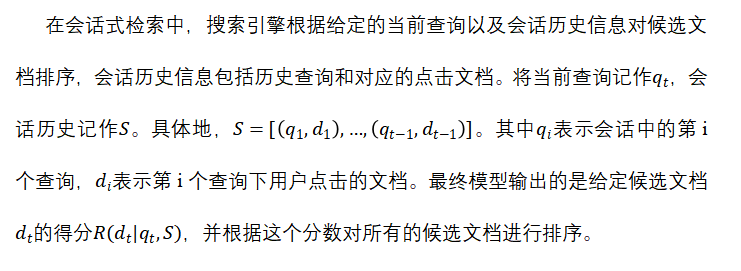 在会话式检索中，搜索引擎根据给定的当前查询以及会话历史信息对候选文
档排序，会话历史信息包括历史查询和对应的点击文档。将当前查询记作$q_t$，会
话历史记作$S$。具体地，$S = [(q_1, d_1), \ldots, (q_{t-1}, d_{t-1})]$。其中$q_i$表示会话中的第 i
个查询，$d_i$表示第 i 个查询下用户点击的文档。最终模型输出的是给定候选文档
$d_t$的得分$R(d_t|q_t, S)$，并根据这个分数对所有的候选文档进行排序。